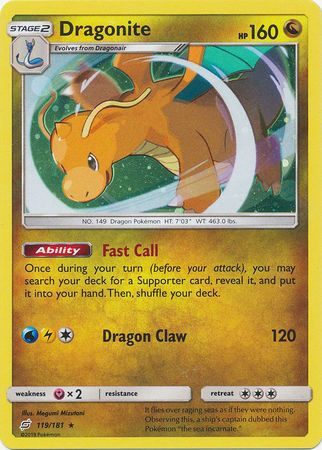 STAGE2 Dragonite HP 160
Evolves from Dragonair
NO. 149 Dragon Pokémon HT: 7'03" WT: 463.0 lbs.
Ability Fast Call
Once during your turn (before your attack), you may
search your deck for a Supporter card, reveal it, and put
it into your hand. Then, shuffle your deck.
Dragon Claw 120
weakness ×2 resistance retreat
Illus. Megumi Mizutani
119/181
©2019 Pokémon
It flies over raging seas as if they were nothing.
Observing this, a ship's captain dubbed this
Pokémon "the sea incarnate."